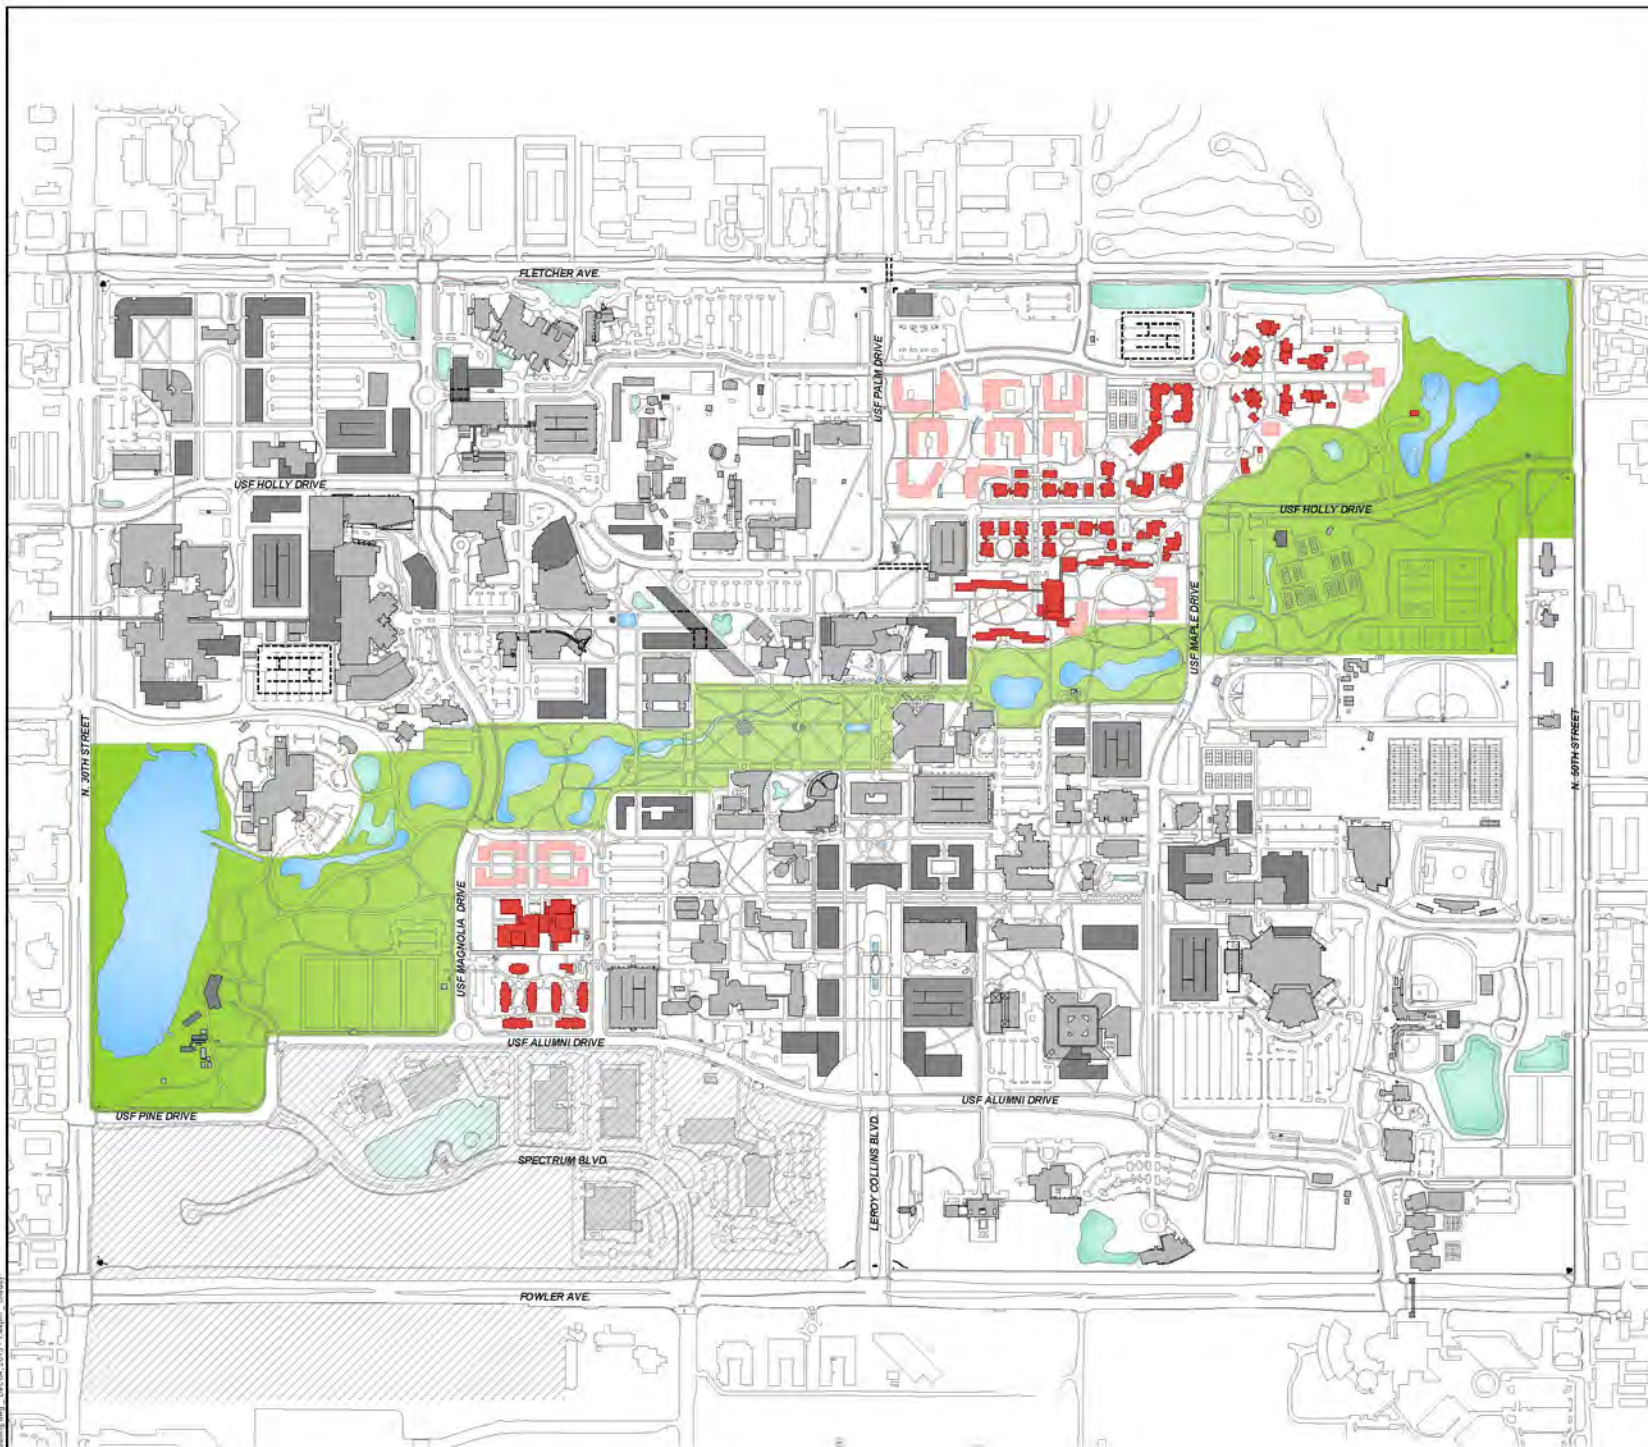 FLETCHER AVE.
USF PALM DRIVE
USF HOLLY DRIVE
USF HOLLY DRIVE
USF MAPLE DRIVE
N. 30TH STREET
N. 50TH STREET
USF MAGNOLIA DRIVE
USF ALUMNI DRIVE
USF ALUMNI DRIVE
USF PINE DRIVE
SPECTRUM BLVD.
LEROY COLLINS BLVD.
FOWLER AVE.